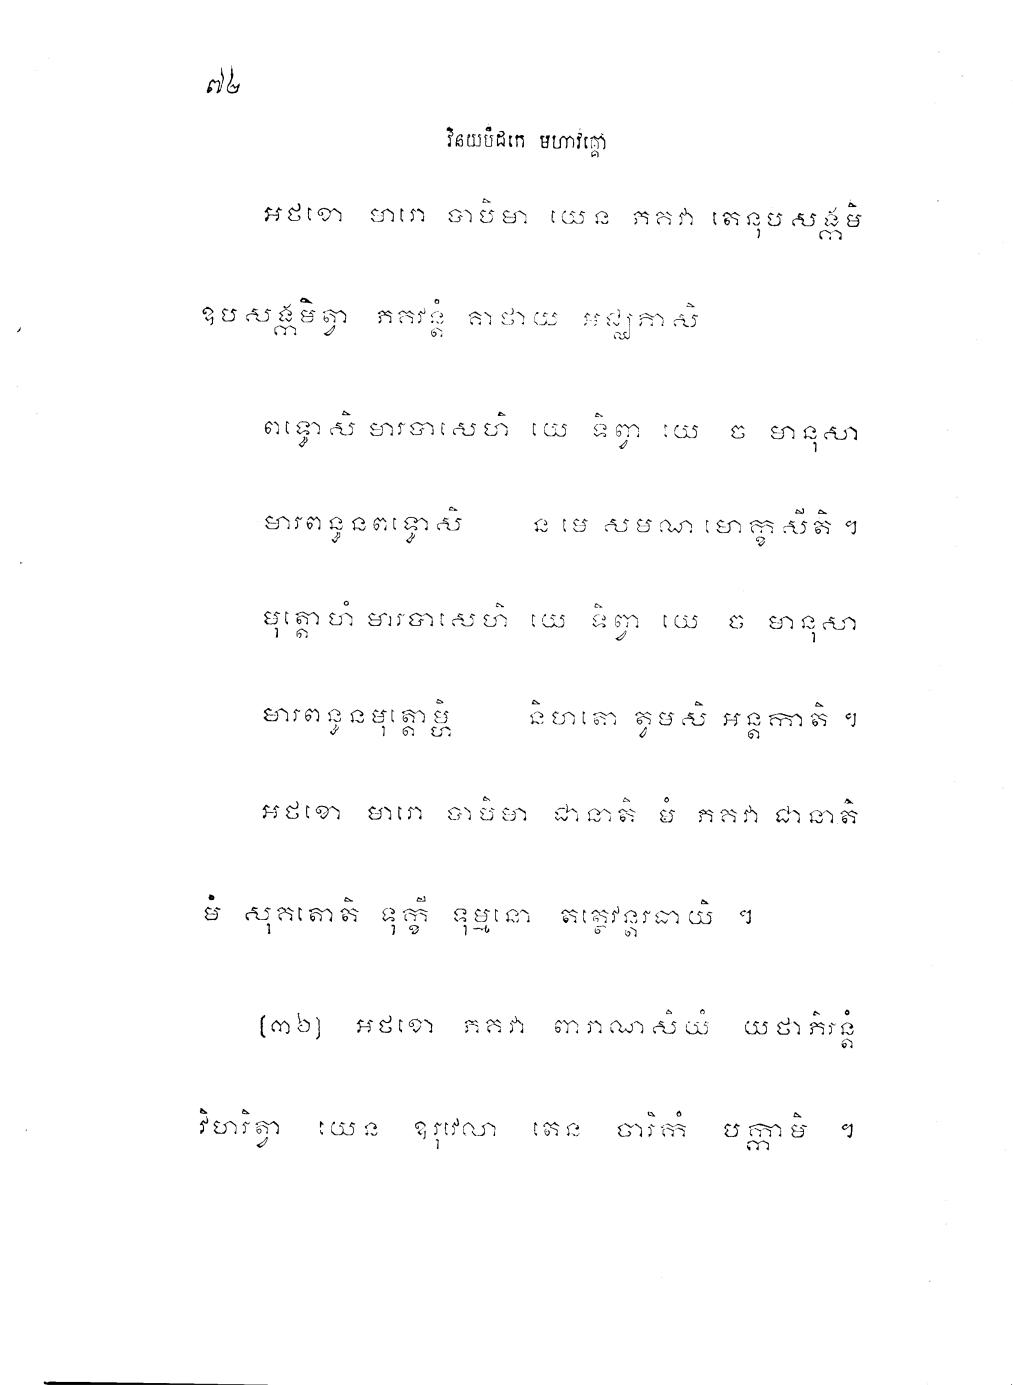 ៧៤
វិនយបិដកេ មហាវគ្គោ
អថខោ មារោ បាបិមា យេន ភគវា តេនុបសង្កមិ
ឧបសង្កមិត្វា ភគវន្តំ គាថាយ អជ្ឈភាសិ
ពទ្ធោសិ មារបាសេហិ យេ ទិព្វា យេ ច មានុសា
មារពន្ធនពទ្ធោសិ ន មេ សមណ មោក្ខសីតិ ។
មុត្តោហំ មារបាសេហិ យេ ទិព្វា យេ ច មានុសា
មារពន្ធនមុត្តោម្ហិ និហតោ ត្វមសិ អន្តកាតិ ។
អថខោ មារោ បាបិមា ជានាតិ មំ ភគវា ជានាតិ
មំ សុគតោតិ ទុក្ខី ទុម្មនោ តត្ថេវន្តរធាយិ ។
(៣៦) អថខោ ភគវា ពារាណសិយំ យថាភិរន្តំ
វិហរិត្វា យេន ឧរុវេលា តេន ចារិកំ បក្កាមិ ។